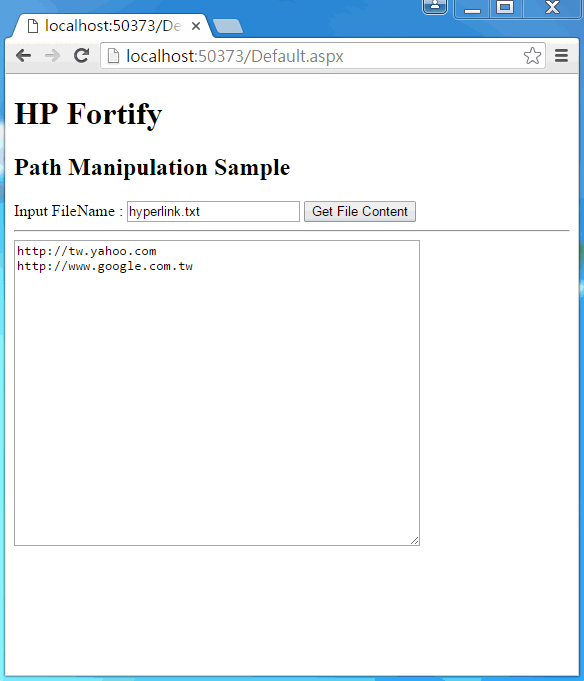 localhost:50373/De
localhost:50373/Default.aspx
HP Fortify
Path Manipulation Sample
Input FileName : hyperlink.txt Get File Content
http://tw.yahoo.com
http://www.google.com.tw